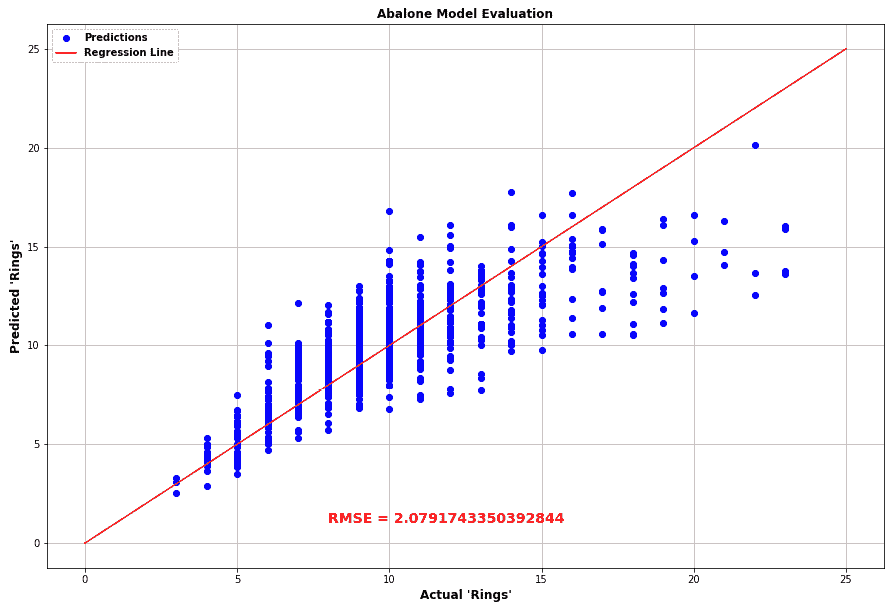 Abalone Model Evaluation
Predictions
Regression Line
25
20
15
10
5
0
Predicted 'Rings'
RMSE = 2.0791743350392844
0
5
10
15
20
25
Actual 'Rings'